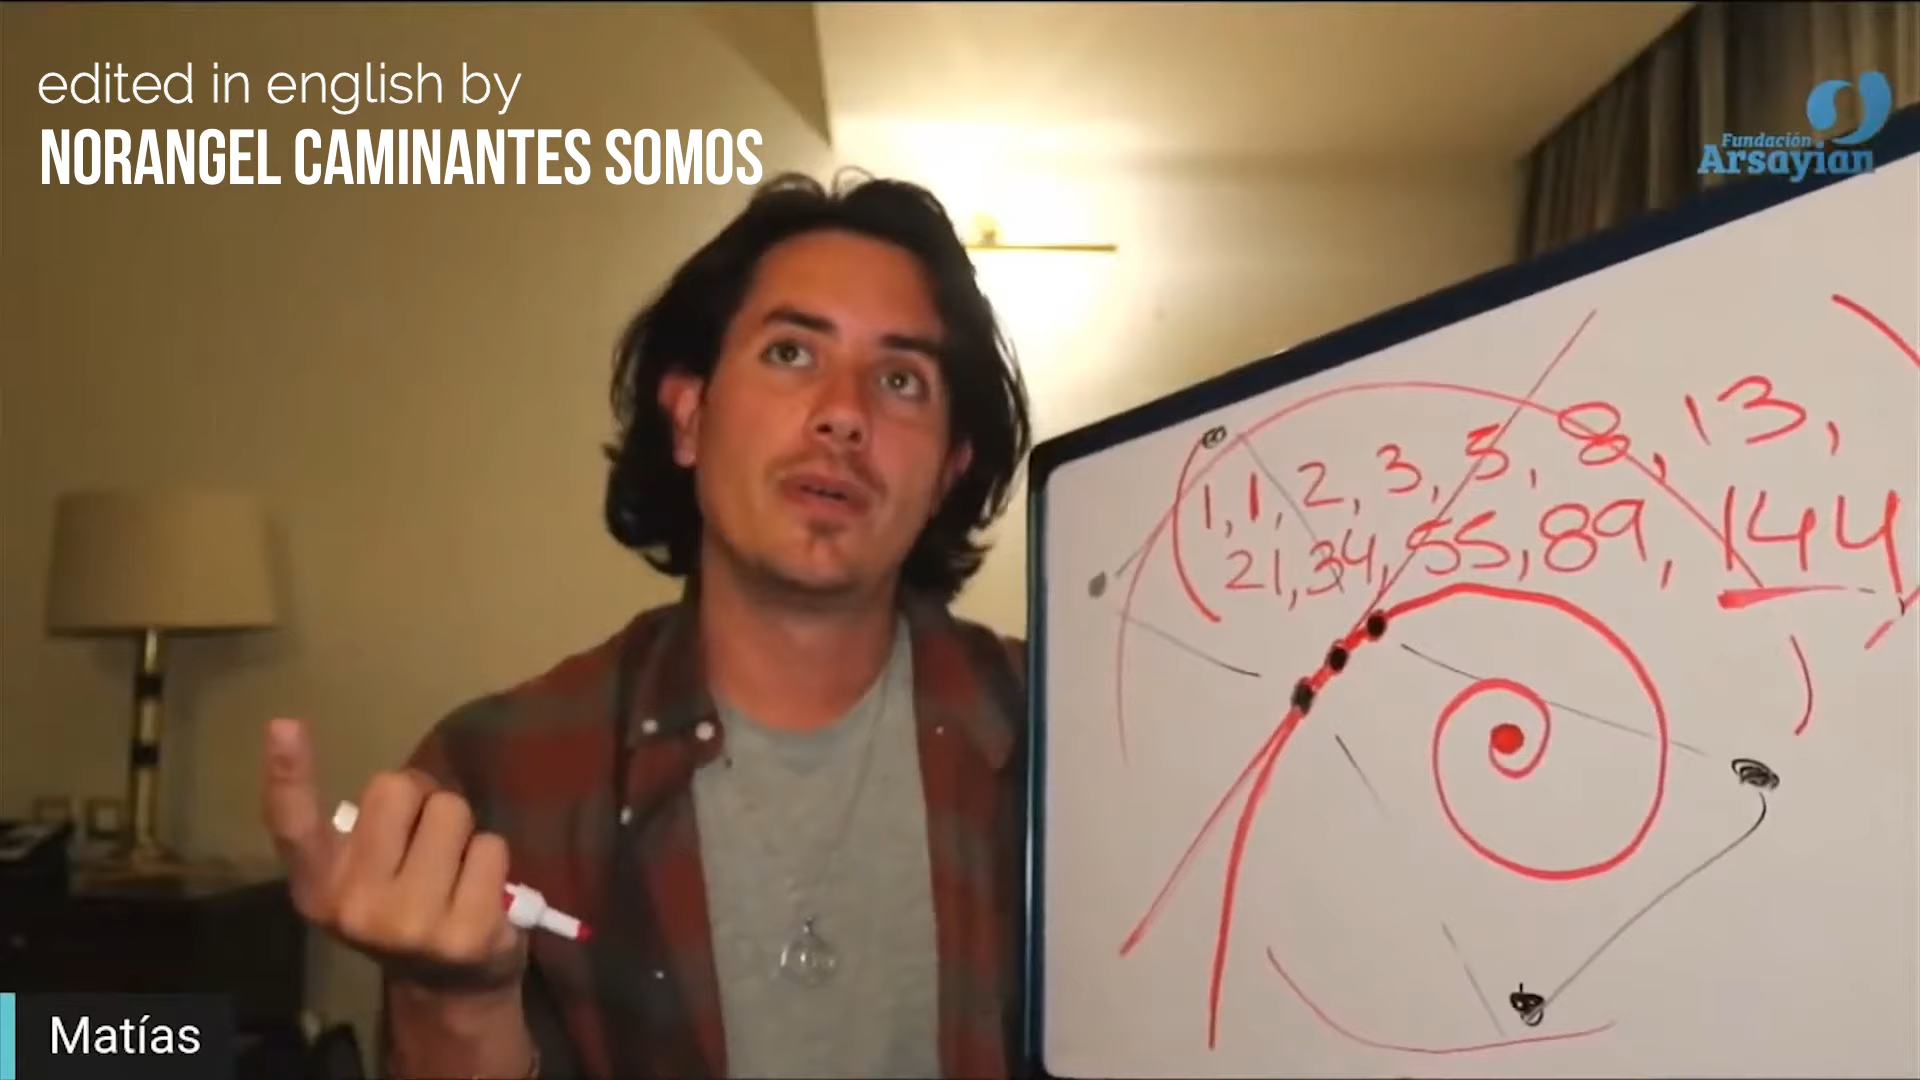 edited in english by
NORANGEL CAMINANTES SOMOS
Fundación
Arsayian
(1, 1, 2, 3, 5, 8, 13,
21, 34, 55, 89, 144)
Matías